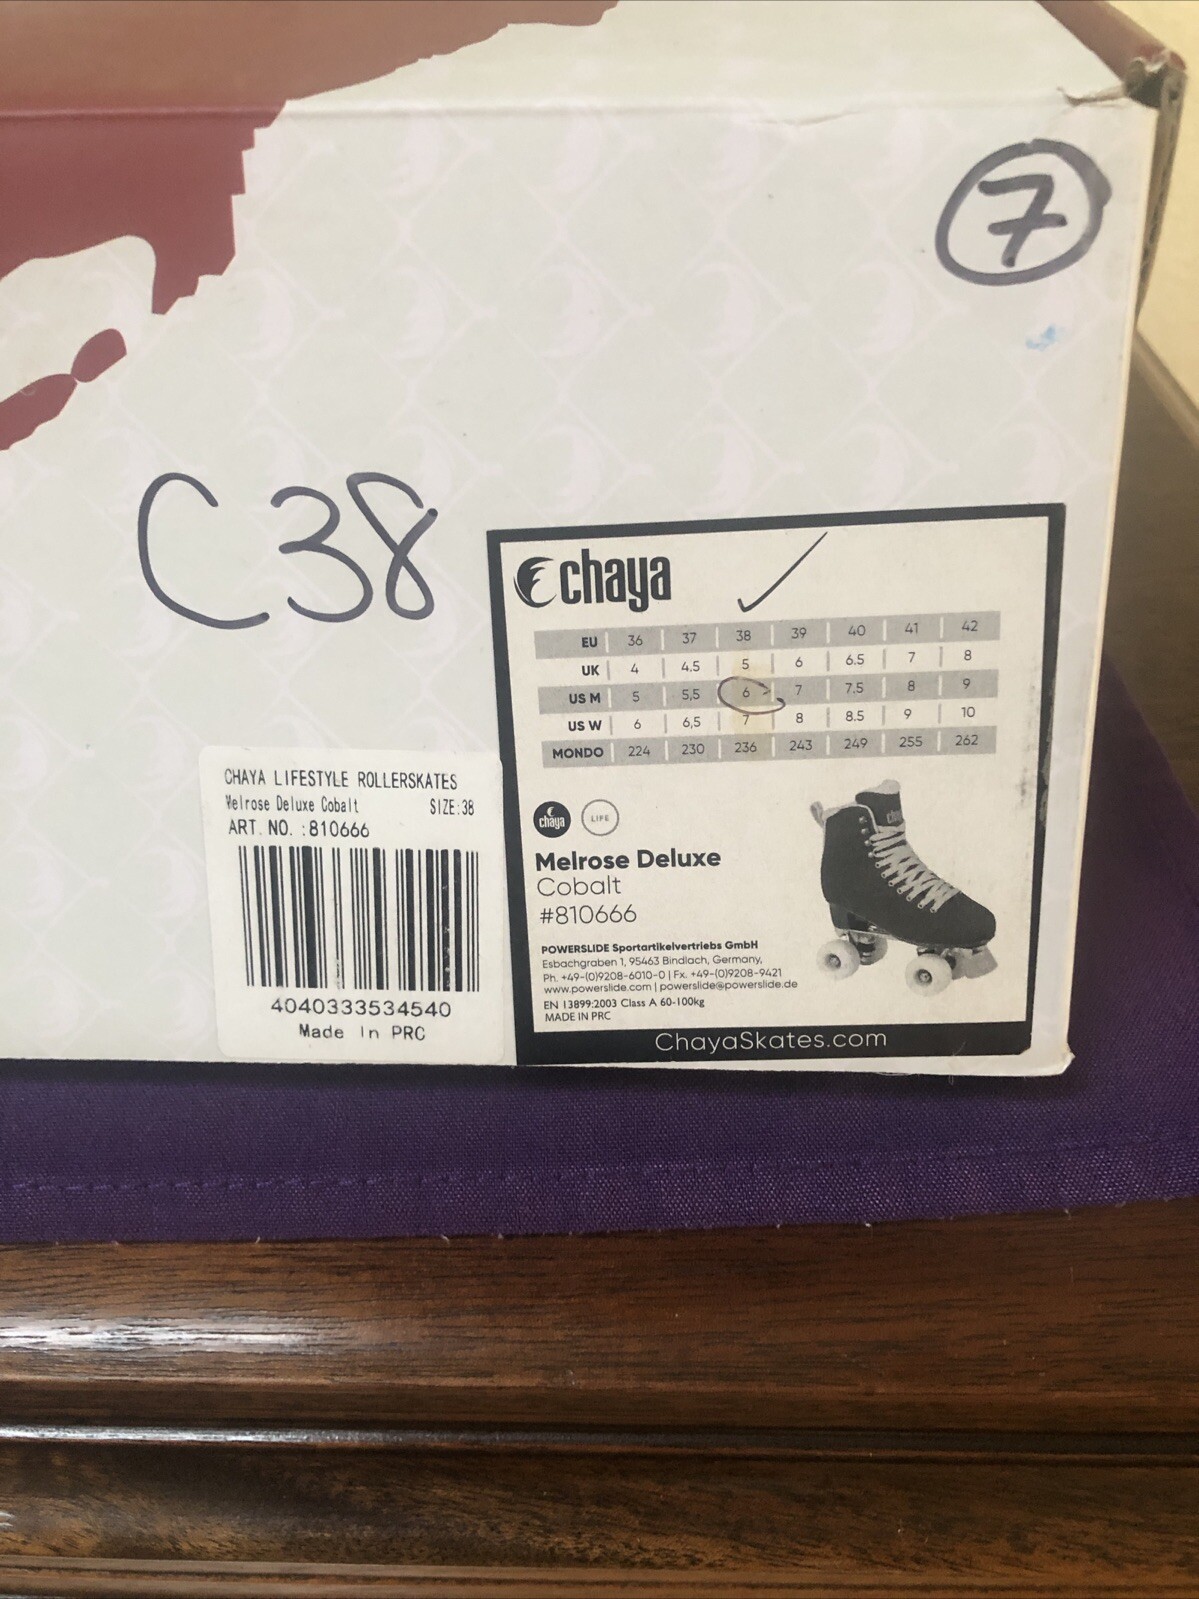 7
C38
chaya
EU | 36 | 37 | 38 | 39 | 40 | 41 | 42
UK | 4 | 4.5 | 5 | 6 | 6.5 | 7 | 8
US M | 5 | 5,5 | 6 | 7 | 7.5 | 8 | 9
US W | 6 | 6,5 | 7 | 8 | 8.5 | 9 | 10
MONDO | 224 | 230 | 236 | 243 | 249 | 255 | 262
chaya LIFE
Melrose Deluxe
Cobalt
#810666
POWERSLIDE Sportartikelvertriebs GmbH
Esbachgraben 1, 95463 Bindlach, Germany,
Ph. +49-(0)9208-6010-0 | Fx. +49-(0)9208-9421
www.powerslide.com | powerslide@powerslide.de
EN 13899:2003 Class A 60-100kg
MADE IN PRC
ChayaSkates.com
CHAYA LIFESTYLE ROLLERSKATES
Melrose Deluxe Cobalt SIZE:38
ART. NO. :810666
4040333534540
Made In PRC